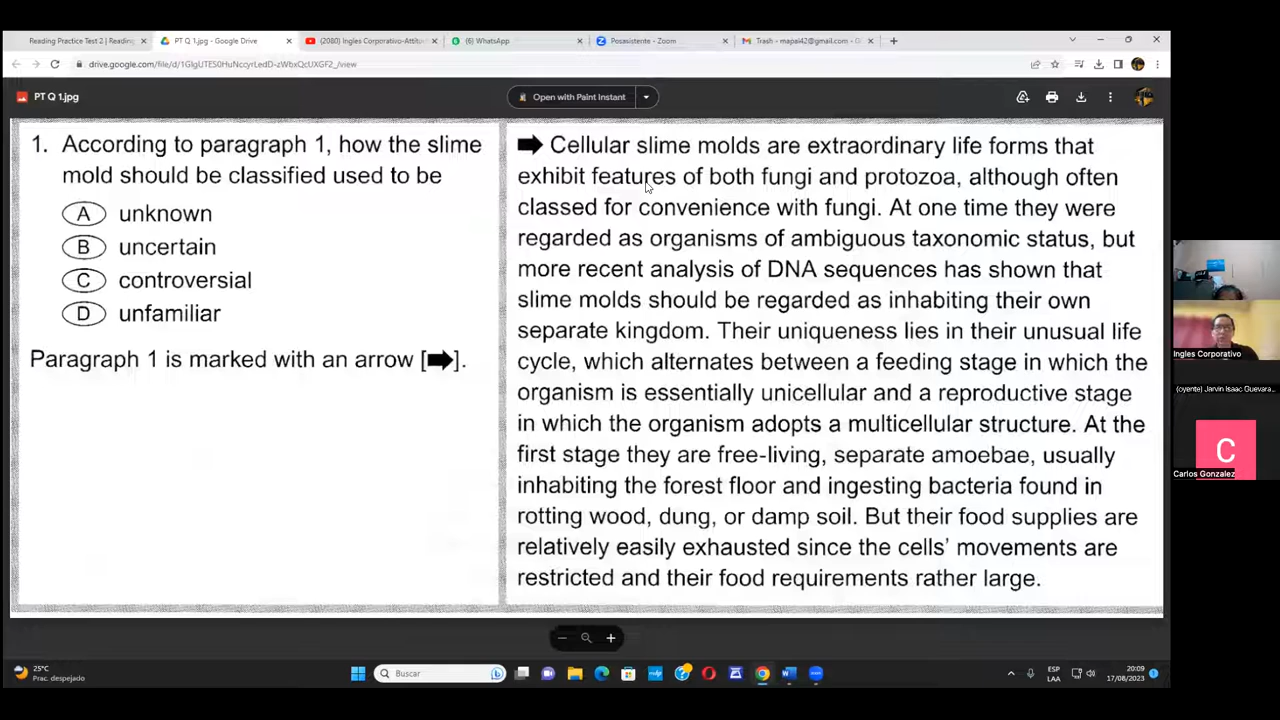 Reading Practice Test 2 | Reading
PT Q 1.jpg - Google Drive
(2080) Ingles Corporativo-Attitu
(6) WhatsApp
Posasistente - Zoom
Trash - mapal42@gmail.com - G
PT Q 1.jpg
Open with Paint Instant
1. According to paragraph 1, how the slime
mold should be classified used to be
A unknown
B uncertain
C controversial
D unfamiliar
Paragraph 1 is marked with an arrow [➡].
➡ Cellular slime molds are extraordinary life forms that
exhibit features of both fungi and protozoa, although often
classed for convenience with fungi. At one time they were
regarded as organisms of ambiguous taxonomic status, but
more recent analysis of DNA sequences has shown that
slime molds should be regarded as inhabiting their own
separate kingdom. Their uniqueness lies in their unusual life
cycle, which alternates between a feeding stage in which the
organism is essentially unicellular and a reproductive stage
in which the organism adopts a multicellular structure. At the
first stage they are free-living, separate amoebae, usually
inhabiting the forest floor and ingesting bacteria found in
rotting wood, dung, or damp soil. But their food supplies are
relatively easily exhausted since the cells' movements are
restricted and their food requirements rather large.
Ingles Corporativo
(oyente) Jarvin Isaac Guevara...
C
Carlos Gonzalez
25°C
Prac. despejado
Buscar
ESP
LAA
20:09
17/08/2023